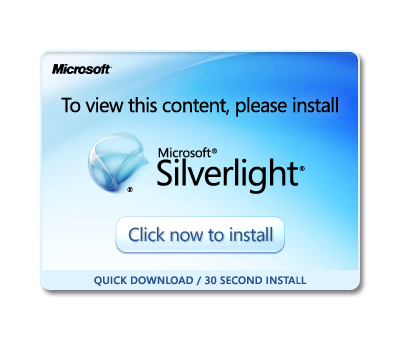 Microsoft
To view this content, please install
Microsoft®
Silverlight®
®
Click now to install
QUICK DOWNLOAD / 30 SECOND INSTALL